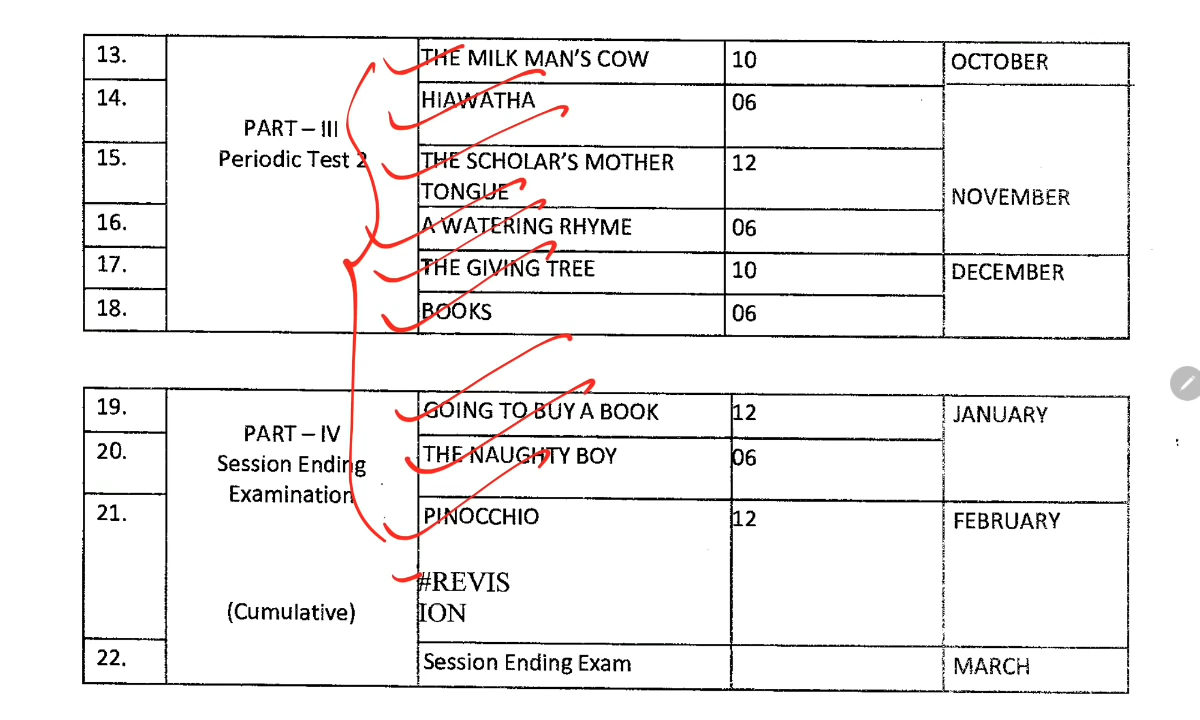 13. THE MILK MAN'S COW 10 OCTOBER
14. HIAWATHA 06
PART – III
Periodic Test 2
15. THE SCHOLAR'S MOTHER 12
TONGUE
NOVEMBER
16. A WATERING RHYME 06
17. THE GIVING TREE 10 DECEMBER
18. BOOKS 06
19. GOING TO BUY A BOOK 12 JANUARY
PART – IV
20. THE NAUGHTY BOY 06
Session Ending
Examination
21. PINOCCHIO 12 FEBRUARY
#REVIS
(Cumulative) ION
22. Session Ending Exam MARCH